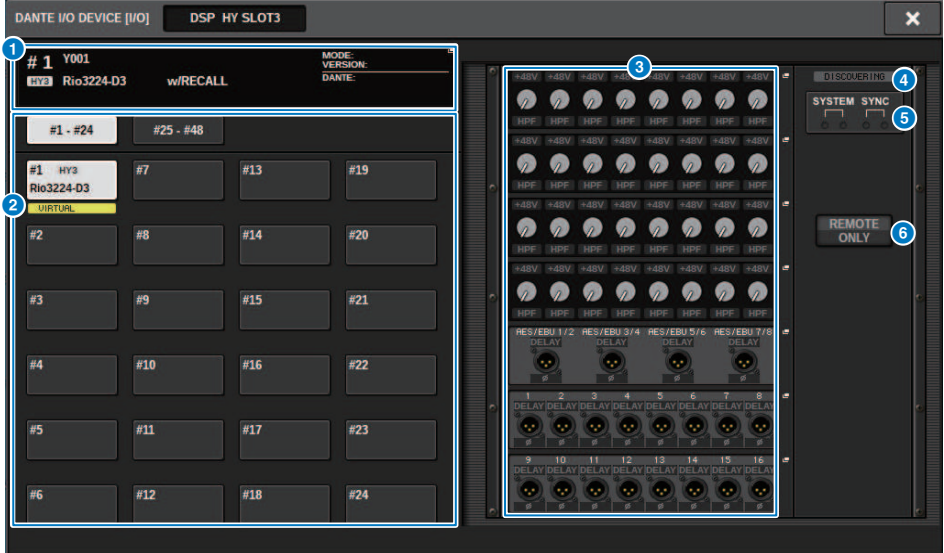 DANTE I/O DEVICE [I/O] DSP HY SLOT3
1
# 1 Y001
HY3 Rio3224-D3 w/RECALL
MODE:
VERSION:
DANTE:
2
#1 - #24 #25 - #48
#1 HY3
Rio3224-D3
VIRTUAL
#7 #13 #19
#2 #8 #14 #20
#3 #9 #15 #21
#4 #10 #16 #22
#5 #11 #17 #23
#6 #12 #18 #24
3
+48V +48V +48V +48V +48V +48V +48V +48V
HPF HPF HPF HPF HPF HPF HPF HPF
+48V +48V +48V +48V +48V +48V +48V +48V
HPF HPF HPF HPF HPF HPF HPF HPF
+48V +48V +48V +48V +48V +48V +48V +48V
HPF HPF HPF HPF HPF HPF HPF HPF
+48V +48V +48V +48V +48V +48V +48V +48V
HPF HPF HPF HPF HPF HPF HPF HPF
AES/EBU 1/2 AES/EBU 3/4 AES/EBU 5/6 AES/EBU 7/8
DELAY DELAY DELAY DELAY
ø ø ø ø
1 2 3 4 5 6 7 8
DELAY DELAY DELAY DELAY DELAY DELAY DELAY DELAY
ø ø ø ø ø ø ø ø
9 10 11 12 13 14 15 16
DELAY DELAY DELAY DELAY DELAY DELAY DELAY DELAY
ø ø ø ø ø ø ø ø
DISCOVERING 4
SYSTEM SYNC
5
REMOTE
ONLY
6